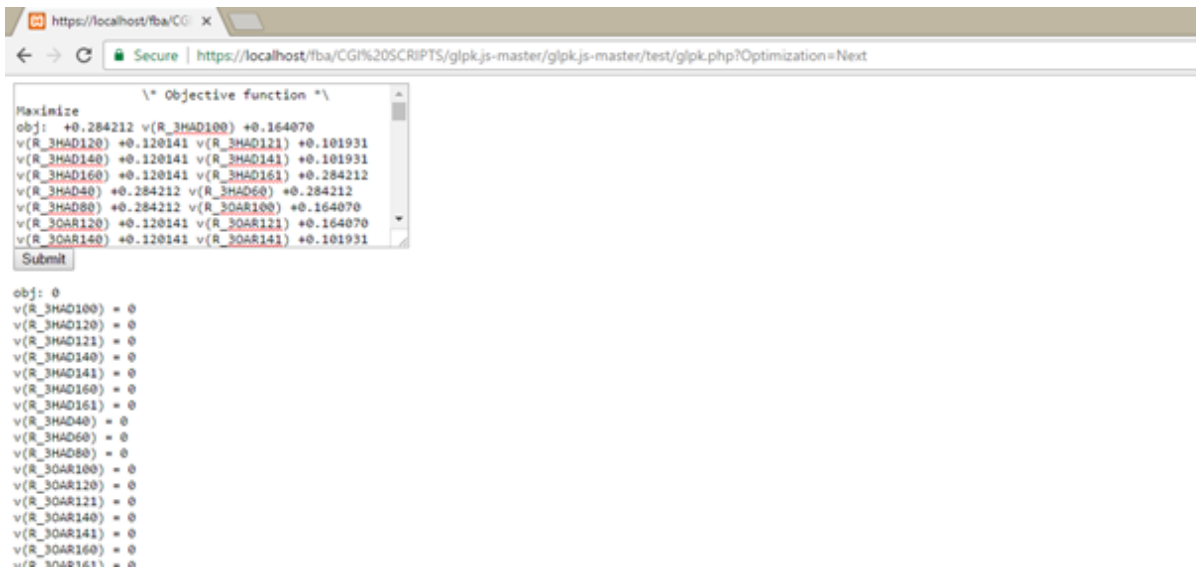 https://localhost/fba/CG
Secure | https://localhost/fba/CGI%20SCRIPTS/glpk.js-master/glpk.js-master/test/glpk.php?Optimization=Next
\* Objective function *\
Maximize
obj: +0.284212 v(R_3HAD100) +0.164070
v(R_3HAD120) +0.120141 v(R_3HAD121) +0.101931
v(R_3HAD140) +0.120141 v(R_3HAD141) +0.101931
v(R_3HAD160) +0.120141 v(R_3HAD161) +0.284212
v(R_3HAD40) +0.284212 v(R_3HAD60) +0.284212
v(R_3HAD80) +0.284212 v(R_3OAR100) +0.164070
v(R_3OAR120) +0.120141 v(R_3OAR121) +0.164070
v(R_3OAR140) +0.120141 v(R_3OAR141) +0.101931
Submit
obj: 0
v(R_3HAD100) = 0
v(R_3HAD120) = 0
v(R_3HAD121) = 0
v(R_3HAD140) = 0
v(R_3HAD141) = 0
v(R_3HAD160) = 0
v(R_3HAD161) = 0
v(R_3HAD40) = 0
v(R_3HAD60) = 0
v(R_3HAD80) = 0
v(R_3OAR100) = 0
v(R_3OAR120) = 0
v(R_3OAR121) = 0
v(R_3OAR140) = 0
v(R_3OAR141) = 0
v(R_3OAR160) = 0
v(R_3OAR161) = 0